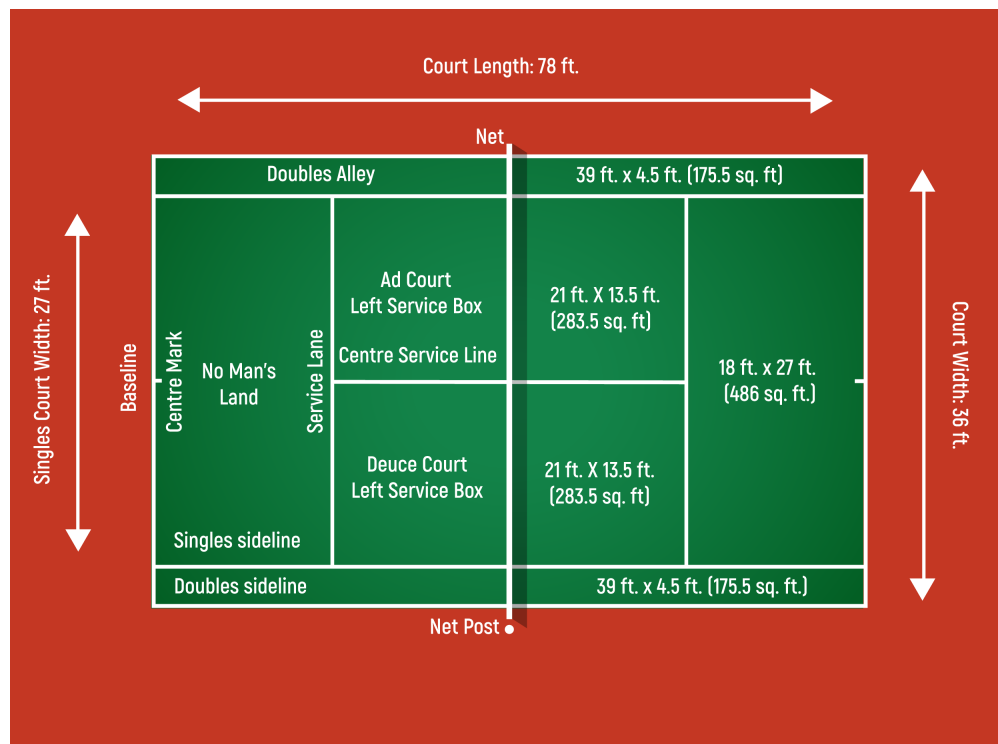 Court Length: 78 ft.
Net
Doubles Alley
39 ft. x 4.5 ft. (175.5 sq. ft)
Singles Court Width: 27 ft.
Baseline
Centre Mark
No Man's
Land
Service Lane
Ad Court
Left Service Box
Centre Service Line
21 ft. X 13.5 ft.
(283.5 sq. ft)
18 ft. x 27 ft.
(486 sq. ft.)
Court Width: 36 ft.
Deuce Court
Left Service Box
21 ft. X 13.5 ft.
(283.5 sq. ft)
Singles sideline
Doubles sideline
39 ft. x 4.5 ft. (175.5 sq. ft.)
Net Post